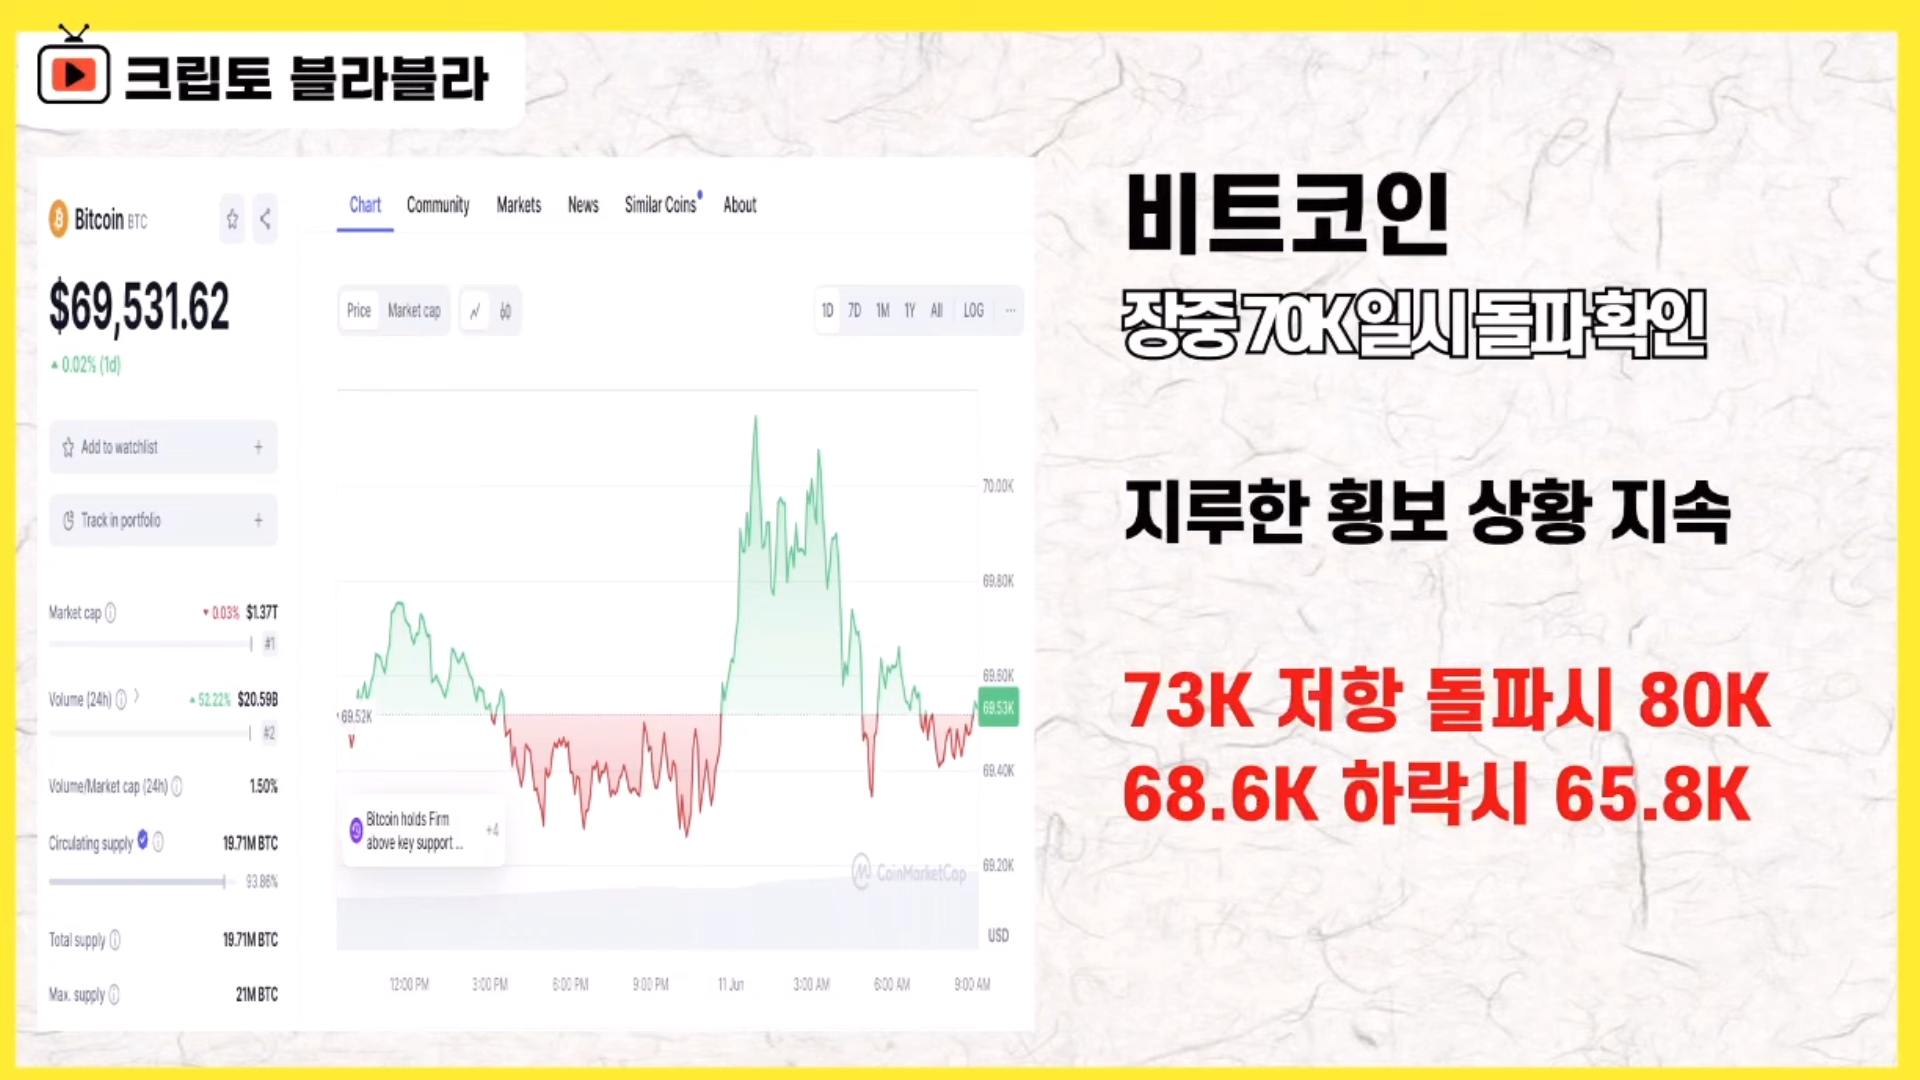 크립토 블라블라
Bitcoin BTC
$69,531.62
0.02% (1d)
Add to watchlist +
Track in portfolio +
Market cap 0.03% $1.37T
#1
Volume (24h) 52.22% $20.59B
#2
Volume/Market cap (24h) 1.50%
Circulating supply 19.71M BTC
93.86%
Total supply 19.71M BTC
Max. supply 21M BTC
Chart Community Markets News Similar Coins About
Price Market cap
1D 7D 1M 1Y All LOG ...
70.00K
69.80K
69.60K
69.53K
69.52K
69.40K
69.20K
Bitcoin holds Firm +4
above key support ...
CoinMarketCap
USD
12:00 PM 3:00 PM 6:00 PM 9:00 PM 11 Jun 3:00 AM 6:00 AM 9:00 AM
비트코인
장중 70K 일시 돌파 확인
지루한 횡보 상황 지속
73K 저항 돌파시 80K
68.6K 하락시 65.8K